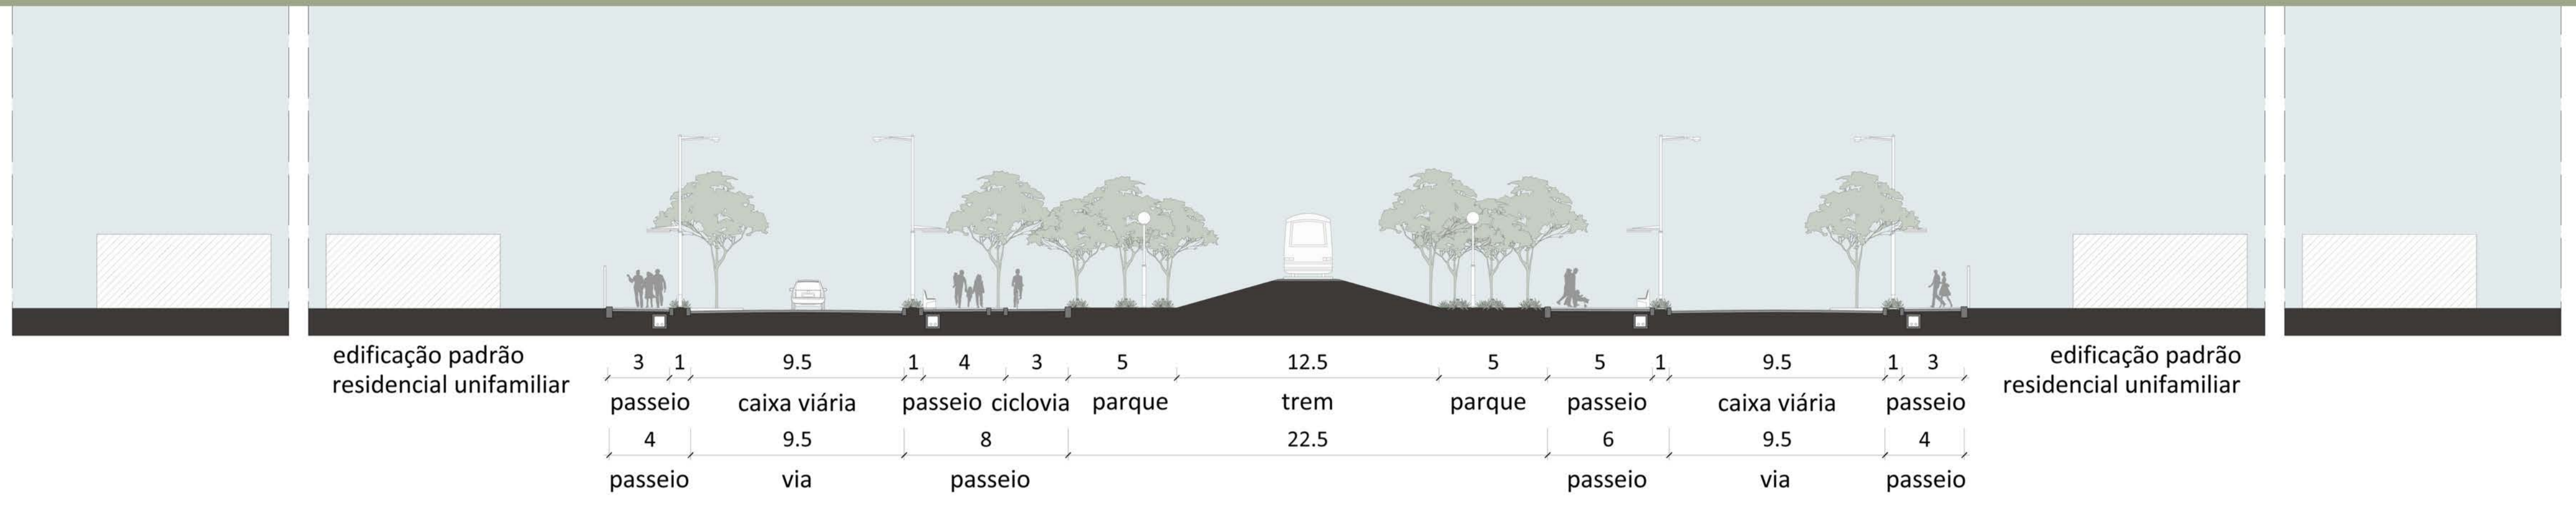 edificação padrão
residencial unifamiliar
3 1 9.5 1 4 3 5 12.5 5 5 1 9.5 1 3
passeio caixa viária passeio ciclovia parque trem parque passeio caixa viária passeio
4 9.5 8 22.5 6 9.5 4
passeio via passeio passeio via passeio
edificação padrão
residencial unifamiliar